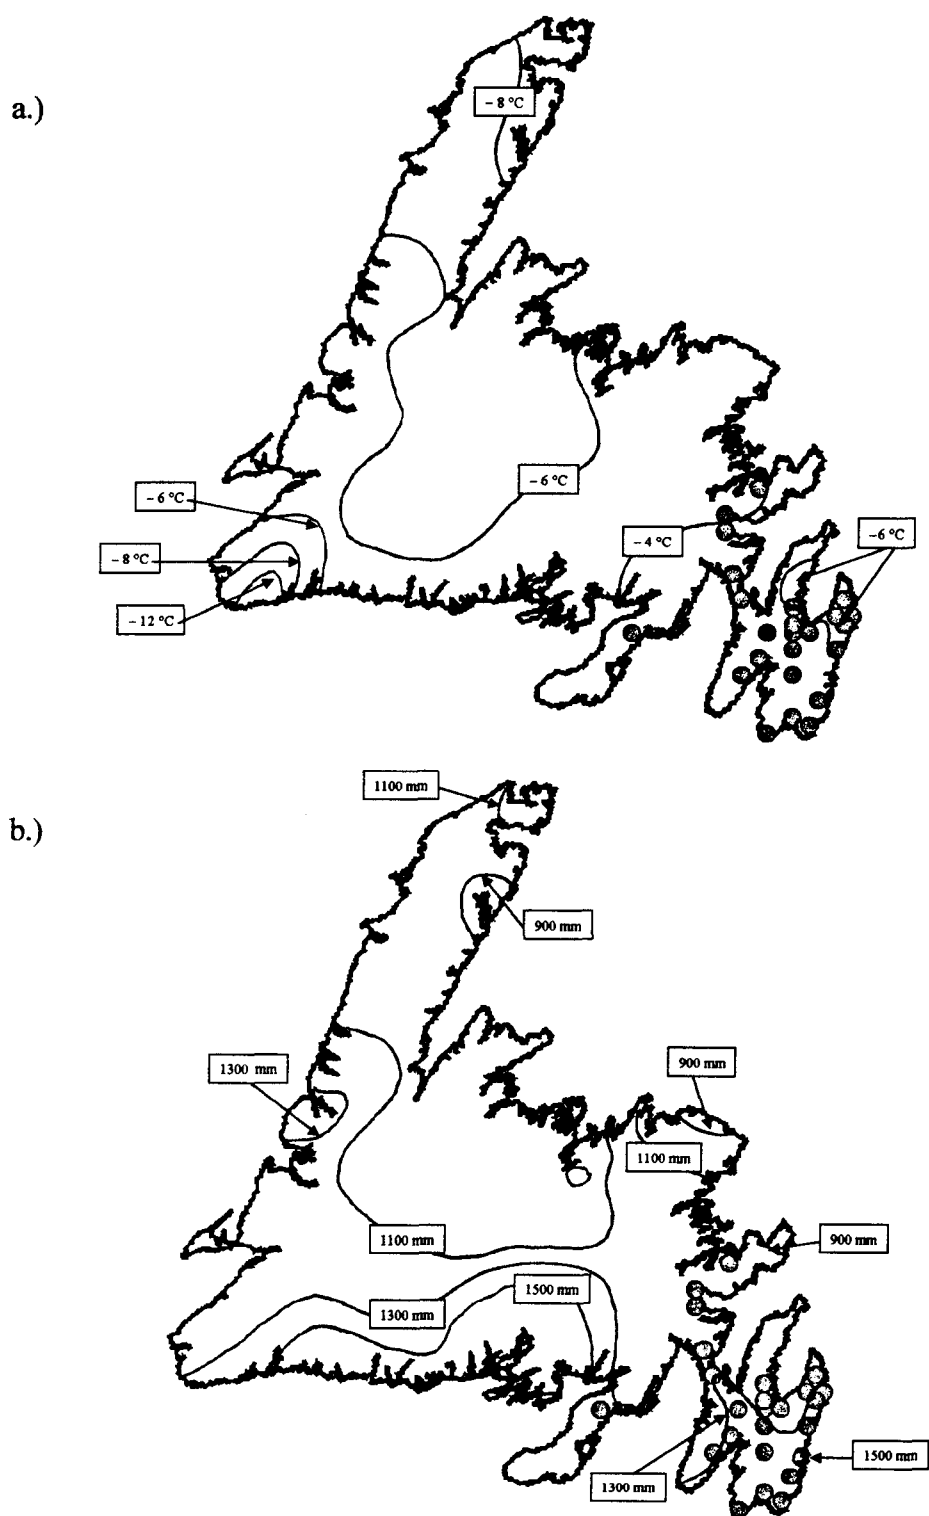 a.)
– 8 °C
– 6 °C
– 6 °C
– 4 °C
–6 °C
– 8 °C
– 12 °C
1100 mm
b.)
900 mm
1300 mm
900 mm
1100 mm
1100 mm
900 mm
1500 mm
1300 mm
1500 mm
1300 mm